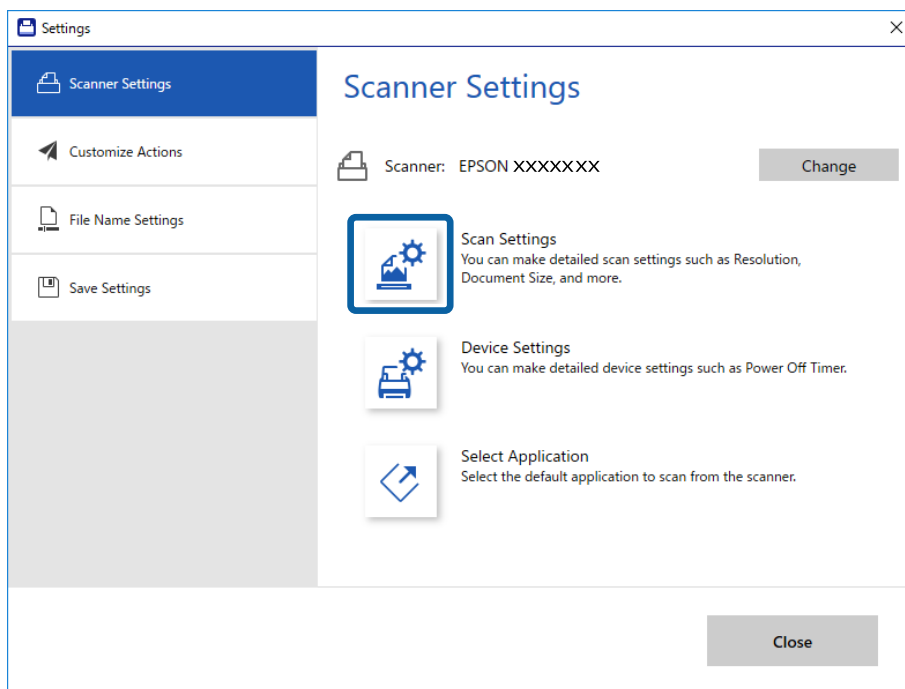 Settings
Scanner Settings
Customize Actions
File Name Settings
Save Settings
Scanner Settings
Scanner: EPSON XXXXXXX
Change
Scan Settings
You can make detailed scan settings such as Resolution,
Document Size, and more.
Device Settings
You can make detailed device settings such as Power Off Timer.
Select Application
Select the default application to scan from the scanner.
Close